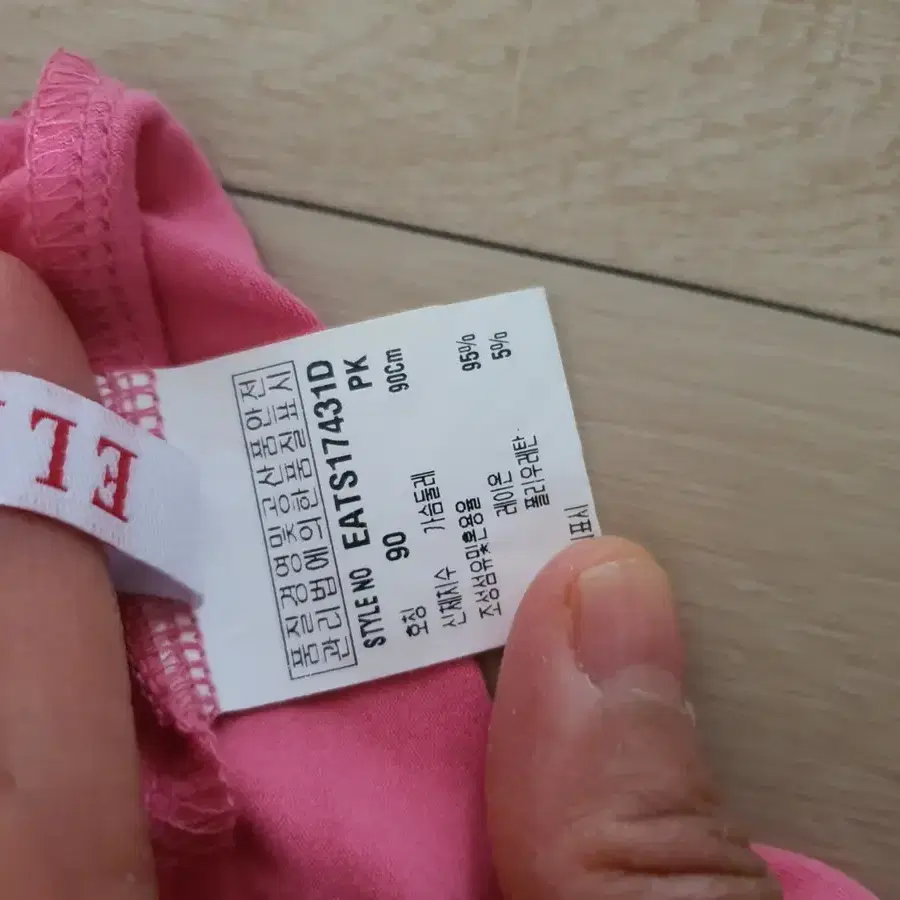 EL
품질경영및공산품안전
관리법에의한품질표시
STYLE NO EATS17431D
PK
호칭 90
90Cm
신체치수 가슴둘레
조성섬유및혼용율
레이온 95%
폴리우레탄 5%
표시